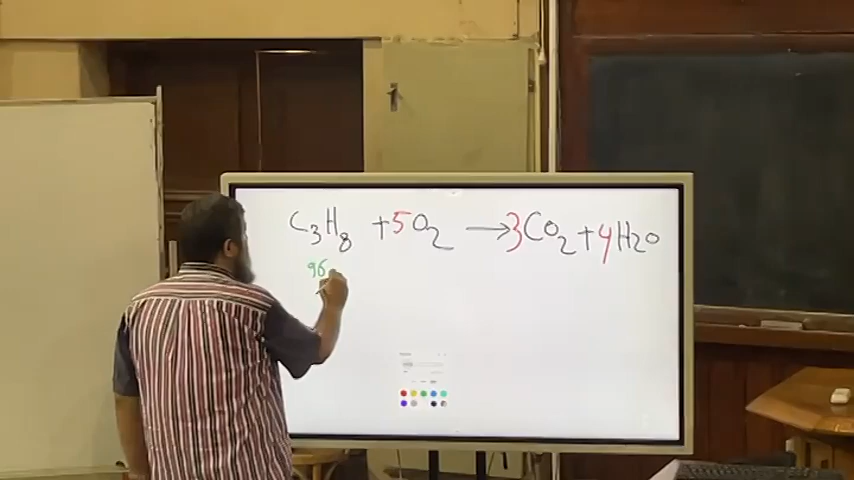 C₃H₈ + 5O₂ → 3CO₂ + 4H₂O
96